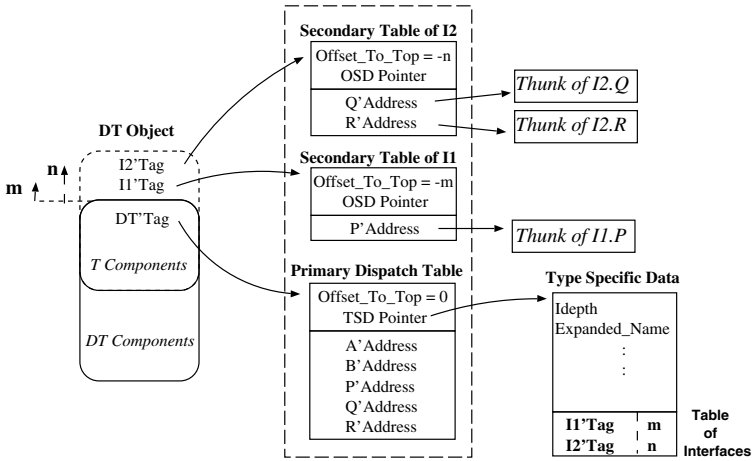 Secondary Table of I2
Offset_To_Top = -n
OSD Pointer
Q'Address
R'Address
Thunk of I2.Q
Thunk of I2.R
DT Object
I2'Tag
I1'Tag
n
m
DT'Tag
T Components
DT Components
Secondary Table of I1
Offset_To_Top = -m
OSD Pointer
P'Address
Thunk of I1.P
Primary Dispatch Table
Offset_To_Top = 0
TSD Pointer
A'Address
B'Address
P'Address
Q'Address
R'Address
Type Specific Data
Idepth
Expanded_Name
:
:
I1'Tag m
I2'Tag n
Table
of
Interfaces